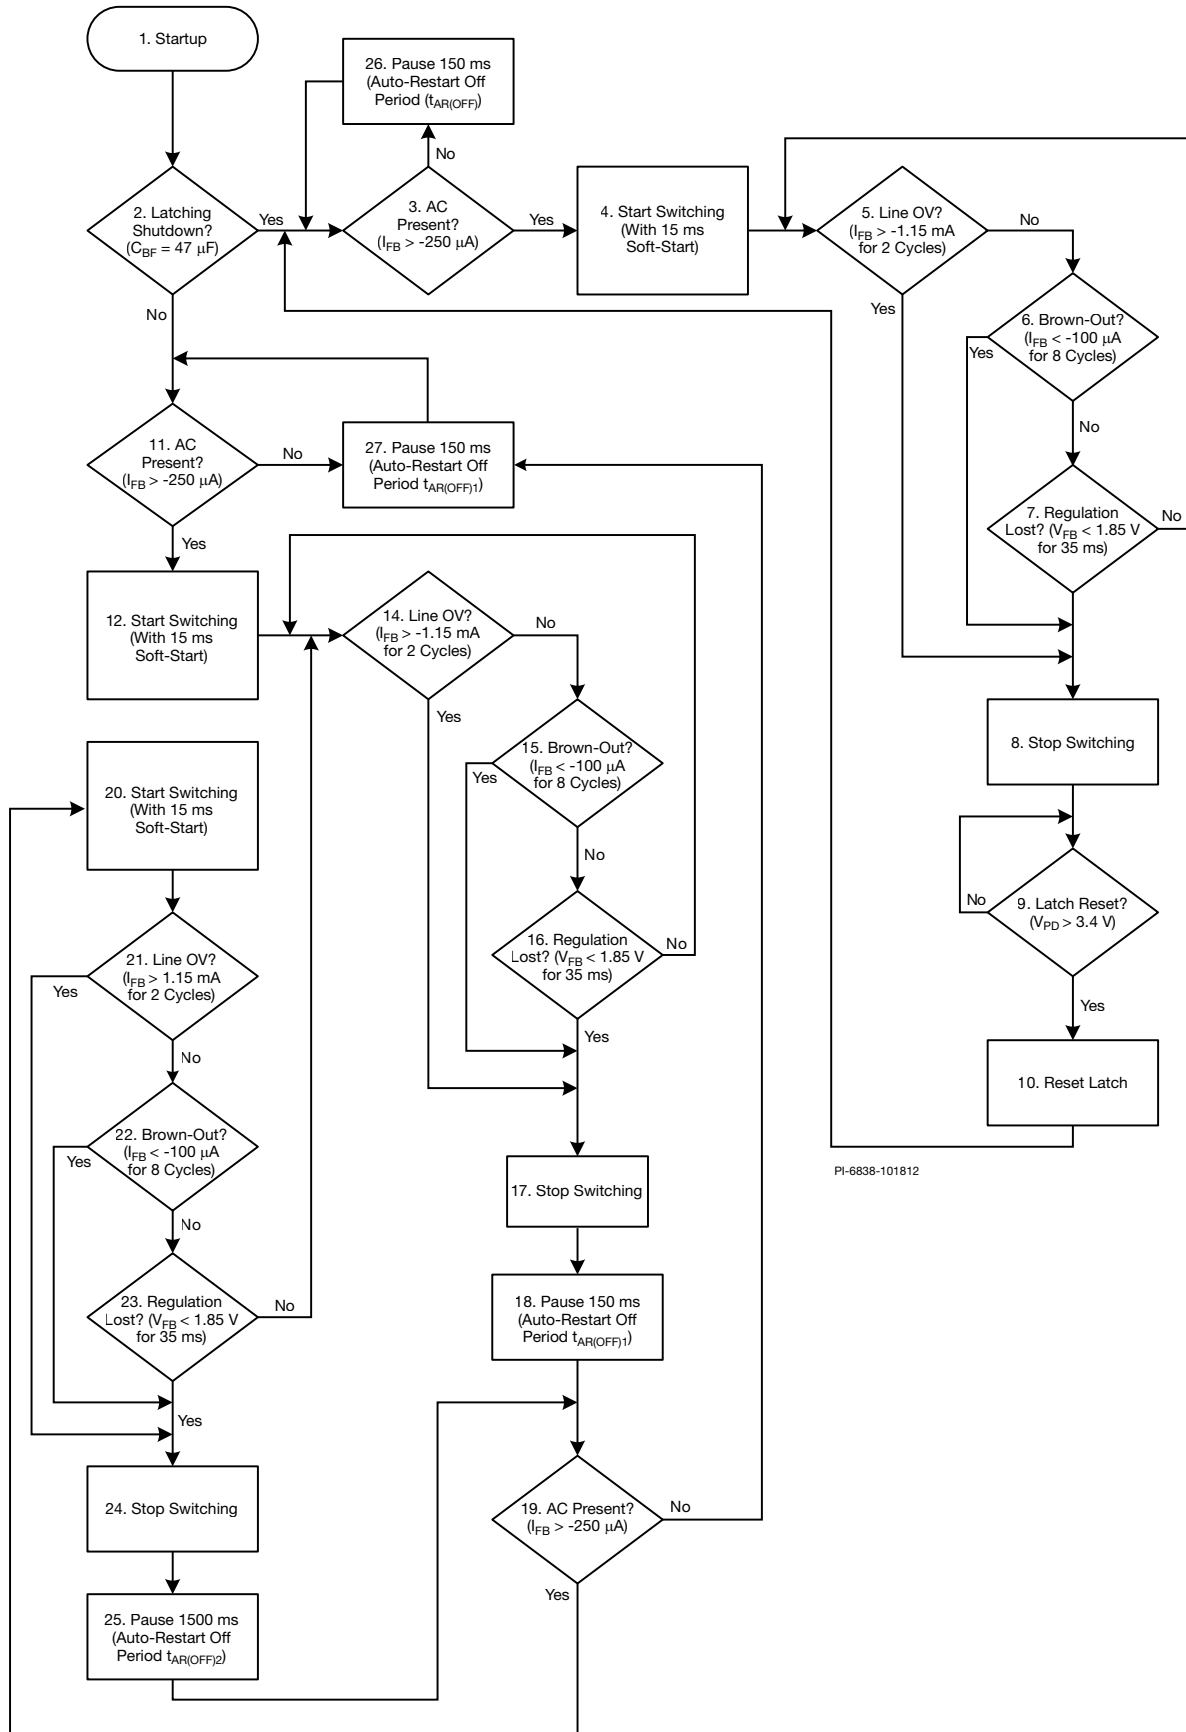 1. Startup
26. Pause 150 ms
(Auto-Restart Off
Period (tAR(OFF))
No
2. Latching
Shutdown?
(CBF = 47 µF)
Yes
3. AC
Present?
(IFB > -250 µA)
Yes
4. Start Switching
(With 15 ms
Soft-Start)
5. Line OV?
(IFB > -1.15 mA
for 2 Cycles)
No
Yes
No
6. Brown-Out?
(IFB < -100 µA
for 8 Cycles)
Yes
No
11. AC
Present?
(IFB > -250 µA)
No
27. Pause 150 ms
(Auto-Restart Off
Period tAR(OFF)1)
Yes
7. Regulation
Lost? (VFB < 1.85 V
for 35 ms)
No
12. Start Switching
(With 15 ms
Soft-Start)
14. Line OV?
(IFB > -1.15 mA
for 2 Cycles)
No
Yes
15. Brown-Out?
(IFB < -100 µA
for 8 Cycles)
Yes
No
8. Stop Switching
20. Start Switching
(With 15 ms
Soft-Start)
9. Latch Reset?
(VPD > 3.4 V)
No
Yes
16. Regulation
Lost? (VFB < 1.85 V
for 35 ms)
No
Yes
21. Line OV?
(IFB > 1.15 mA
for 2 Cycles)
Yes
No
10. Reset Latch
22. Brown-Out?
(IFB < -100 µA
for 8 Cycles)
Yes
No
PI-6838-101812
17. Stop Switching
23. Regulation
Lost? (VFB < 1.85 V
for 35 ms)
No
Yes
18. Pause 150 ms
(Auto-Restart Off
Period tAR(OFF)1)
24. Stop Switching
19. AC Present?
(IFB > -250 µA)
No
Yes
25. Pause 1500 ms
(Auto-Restart Off
Period tAR(OFF)2)